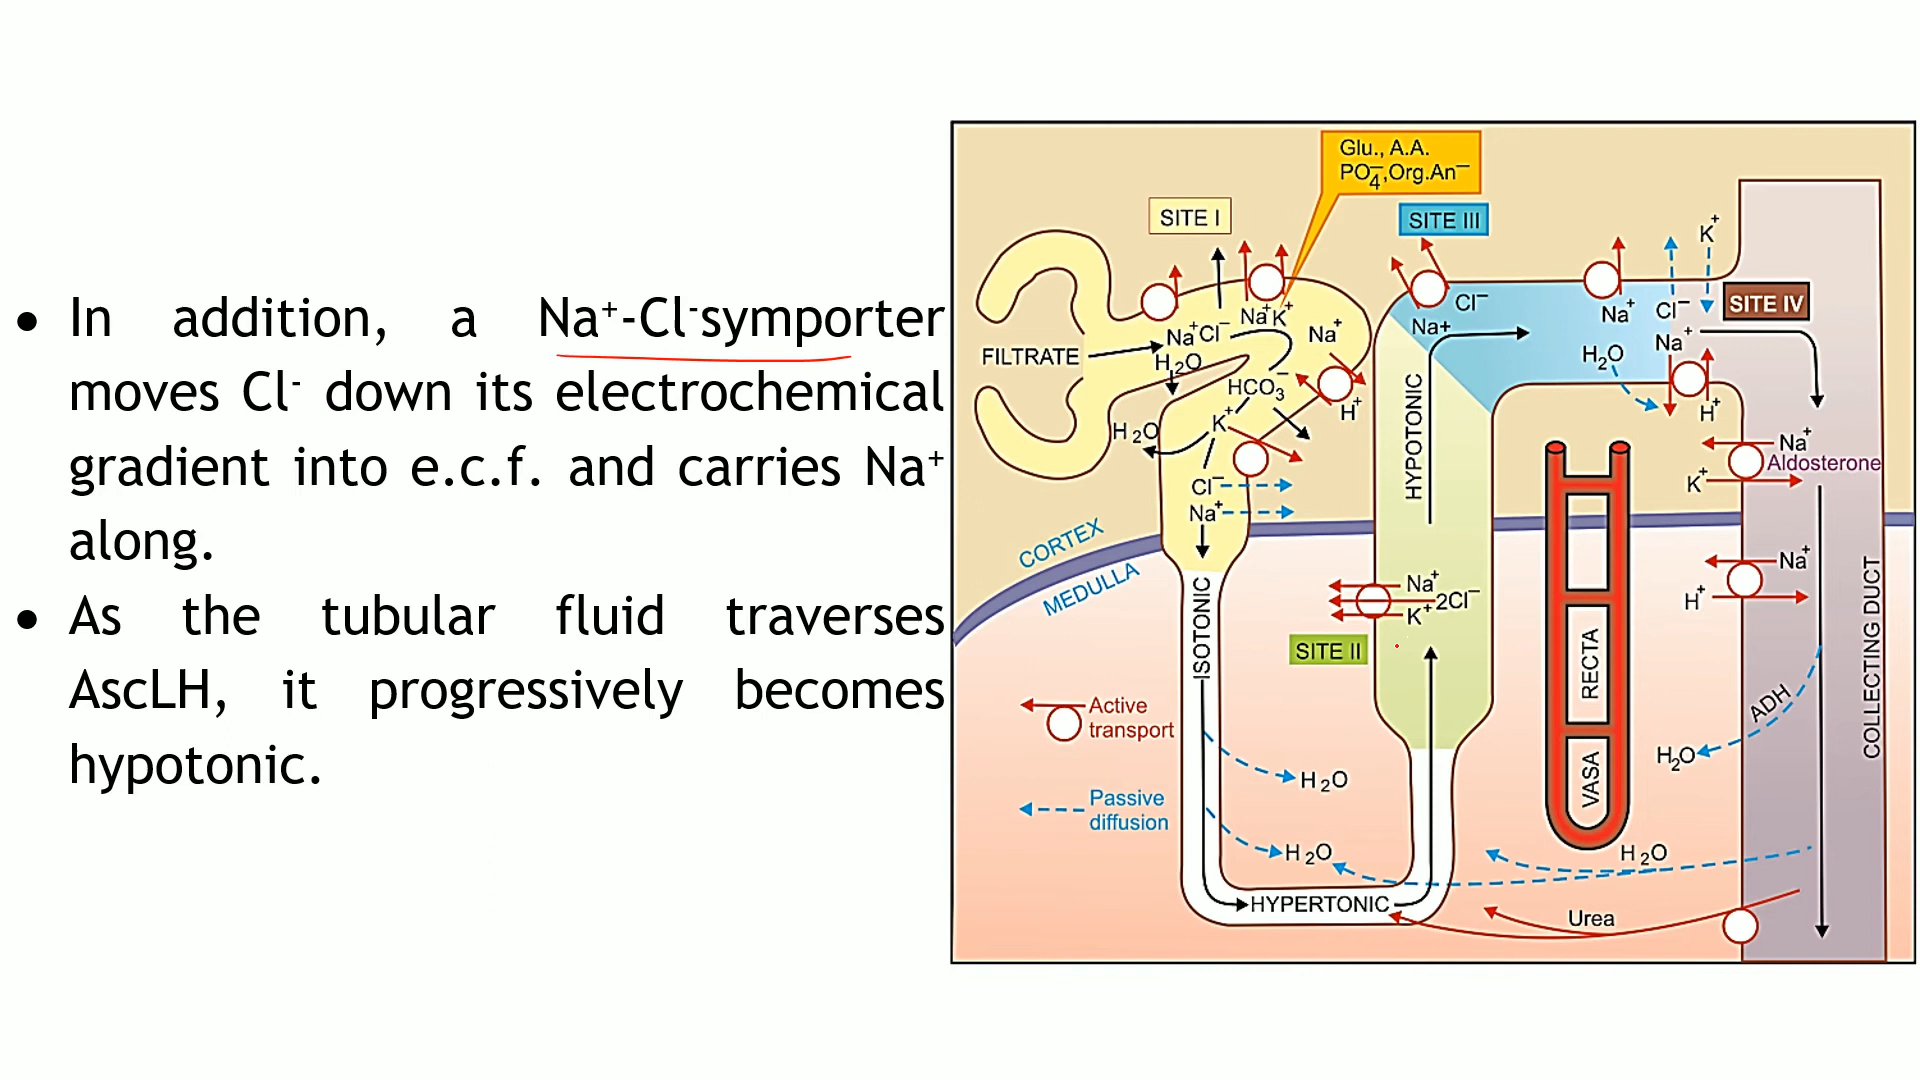 • In addition, a Na⁺-Cl⁻symporter
moves Cl⁻ down its electrochemical
gradient into e.c.f. and carries Na⁺
along.
• As the tubular fluid traverses
AscLH, it progressively becomes
hypotonic.
Glu., A.A.
PO₄⁻,Org.An⁻
SITE I
SITE III
K⁺
SITE IV
Na⁺ K⁺
Cl⁻
Na⁺
Cl⁻
Na⁺ Cl⁻
Na⁺
Na+
Na⁺
FILTRATE
H₂O
H₂O
HCO₃⁻
H⁺
H⁺
K⁺
H₂O
HYPOTONIC
Na⁺
Aldosterone
K⁺
Cl⁻
Na⁺
CORTEX
MEDULLA
ISOTONIC
Na⁺
K⁺ 2Cl⁻
Na⁺
H⁺
SITE II
RECTA
VASA
COLLECTING DUCT
ADH
H₂O
Active
transport
H₂O
Passive
diffusion
H₂O
H₂O
HYPERTONIC
Urea